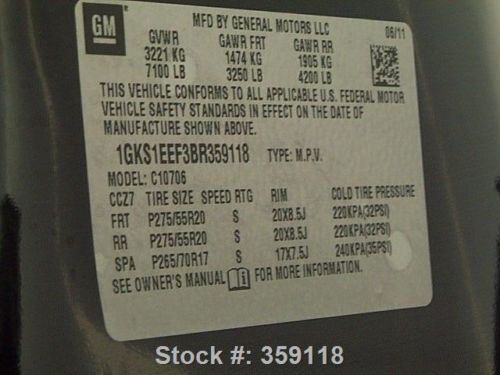 GM
MFD BY GENERAL MOTORS LLC 06/11
GVWR GAWR FRT GAWR RR
3221 KG 1474 KG 1905 KG
7100 LB 3250 LB 4200 LB
THIS VEHICLE CONFORMS TO ALL APPLICABLE U.S. FEDERAL MOTOR
VEHICLE SAFETY STANDARDS IN EFFECT ON THE DATE OF
MANUFACTURE SHOWN ABOVE.
1GKS1EEF3BR359118 TYPE: M.P.V.
MODEL: C10706
CCZ7 TIRE SIZE SPEED RTG RIM COLD TIRE PRESSURE
FRT P275/55R20 S 20X8.5J 220KPA(32PSI)
RR P275/55R20 S 20X8.5J 220KPA(32PSI)
SPA P265/70R17 S 17X7.5J 240KPA(35PSI)
SEE OWNER'S MANUAL FOR MORE INFORMATION.
Stock #: 359118